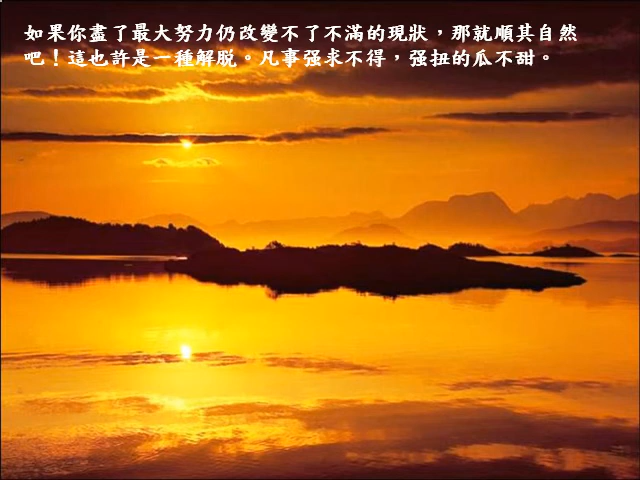 如果你盡了最大努力仍改變不了不滿的現狀，那就順其自然
吧！這也許是一種解脫。凡事强求不得，强扭的瓜不甜。